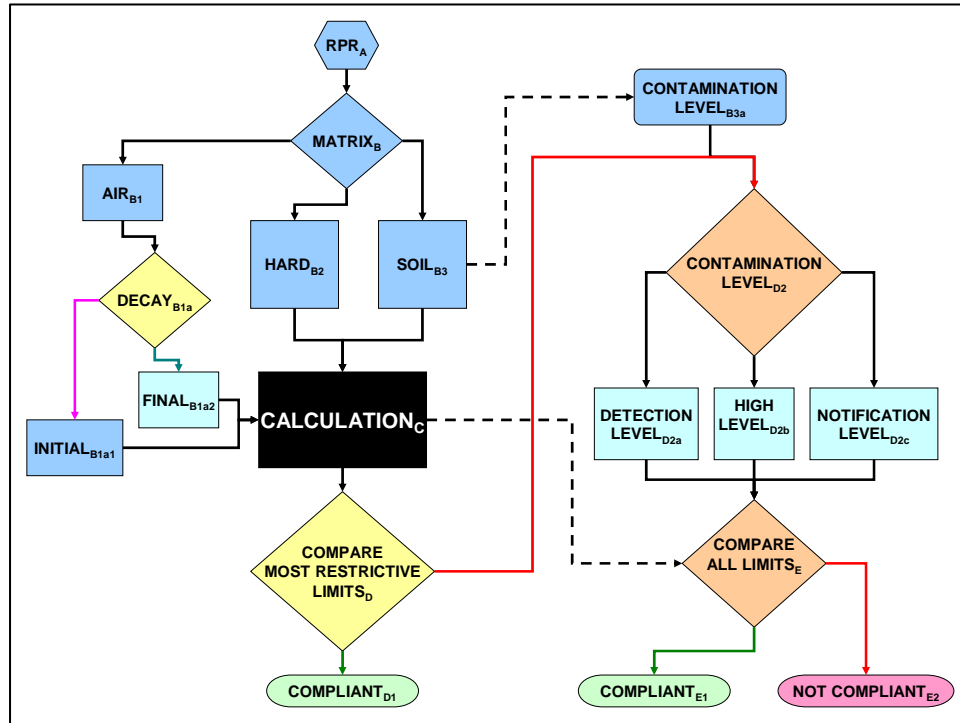 RPRA
CONTAMINATION
LEVELB3a
MATRIXB
AIRB1
HARDB2
SOILB3
CONTAMINATION
LEVELD2
DECAYB1a
FINALB1a2
INITIALB1a1
CALCULATIONC
DETECTION
LEVELD2a
HIGH
LEVELD2b
NOTIFICATION
LEVELD2c
COMPARE
MOST RESTRICTIVE
LIMITSD
COMPARE
ALL LIMITSE
COMPLIANTD1
COMPLIANTE1
NOT COMPLIANTE2